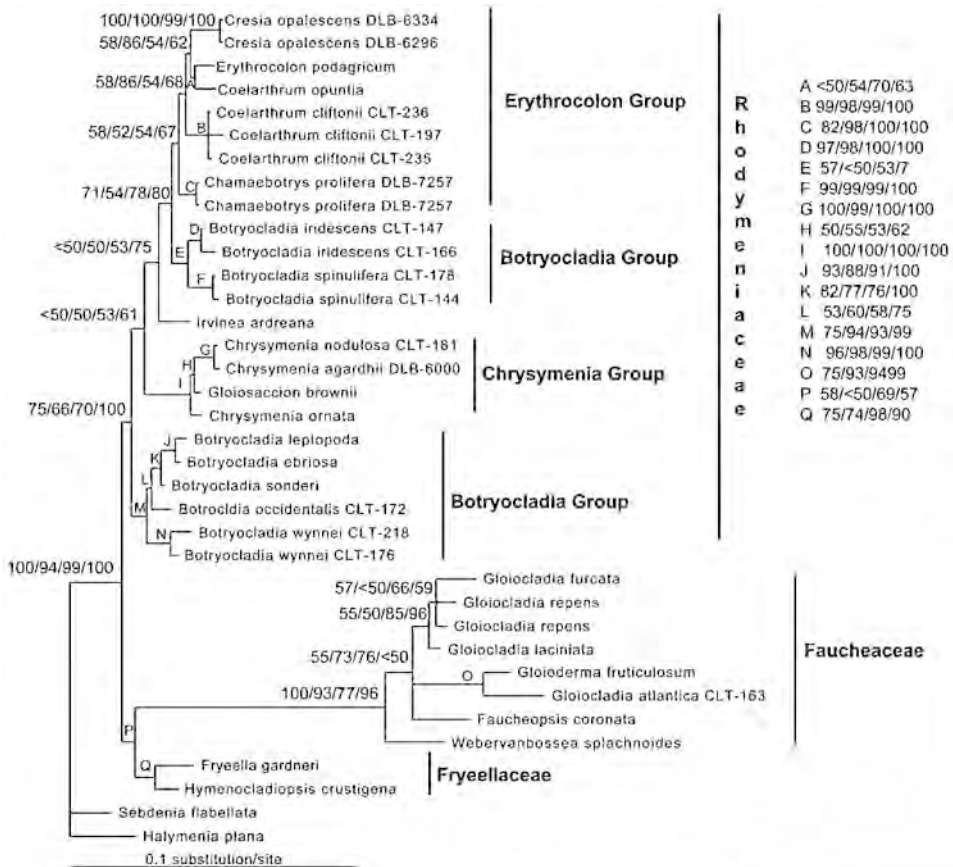 100/100/99/100
Cresia opalescens DLB-6334
58/86/54/62
Cresia opalescens DLB-6296
Erythrocolon podagricum
58/86/54/68
A
Coelarthrum opuntia
Coelarthrum cliftonii CLT-236
58/52/54/67
B
Coelarthrum cliftonii CLT-197
Coelarthrum cliftonii CLT-235
71/54/78/80
C
Chamaebotrys prolifera DLB-7257
Chamaebotrys prolifera DLB-7257
Erythrocolon Group
D
Botryocladia iridescens CLT-147
<50/50/53/75
E
Botryocladia iridescens CLT-166
F
Botryocladia spinulifera CLT-178
Botryocladia spinulifera CLT-144
Botryocladia Group
<50/50/53/61
Irvinea ardreana
G
Chrysymenia nodulosa CLT-181
H
Chrysymenia agardhii DLB-6000
I
Gloiosaccion brownii
Chrysymenia ornata
Chrysymenia Group
75/66/70/100
J
Botryocladia leptopoda
K
Botryocladia ebriosa
L
Botryocladia sonderi
M
Botrocldia occidentalis CLT-172
N
Botryocladia wynnei CLT-218
Botryocladia wynnei CLT-176
Botryocladia Group
Rhodymeniaceae
100/94/99/100
57/<50/66/59
Gloiocladia furcata
55/50/85/96
Gloiocladia repens
Gloiocladia repens
55/73/76/<50
Gloiocladia laciniata
O
Gloioderma fruticulosum
100/93/77/96
Gloiocladia atlantica CLT-163
Faucheopsis coronata
Webervanbossea splachnoides
Faucheaceae
P
Q
Fryeella gardneri
Hymenocladiopsis crustigena
Fryeellaceae
Sebdenia flabellata
Halymenia plana
0.1 substitution/site
A <50/54/70/63
B 99/98/99/100
C 82/98/100/100
D 97/98/100/100
E 57/<50/53/7
F 99/99/99/100
G 100/99/100/100
H 50/55/53/62
I 100/100/100/100
J 93/88/91/100
K 82/77/76/100
L 53/60/58/75
M 75/94/93/99
N 96/98/99/100
O 75/93/9499
P 58/<50/69/57
Q 75/74/98/90